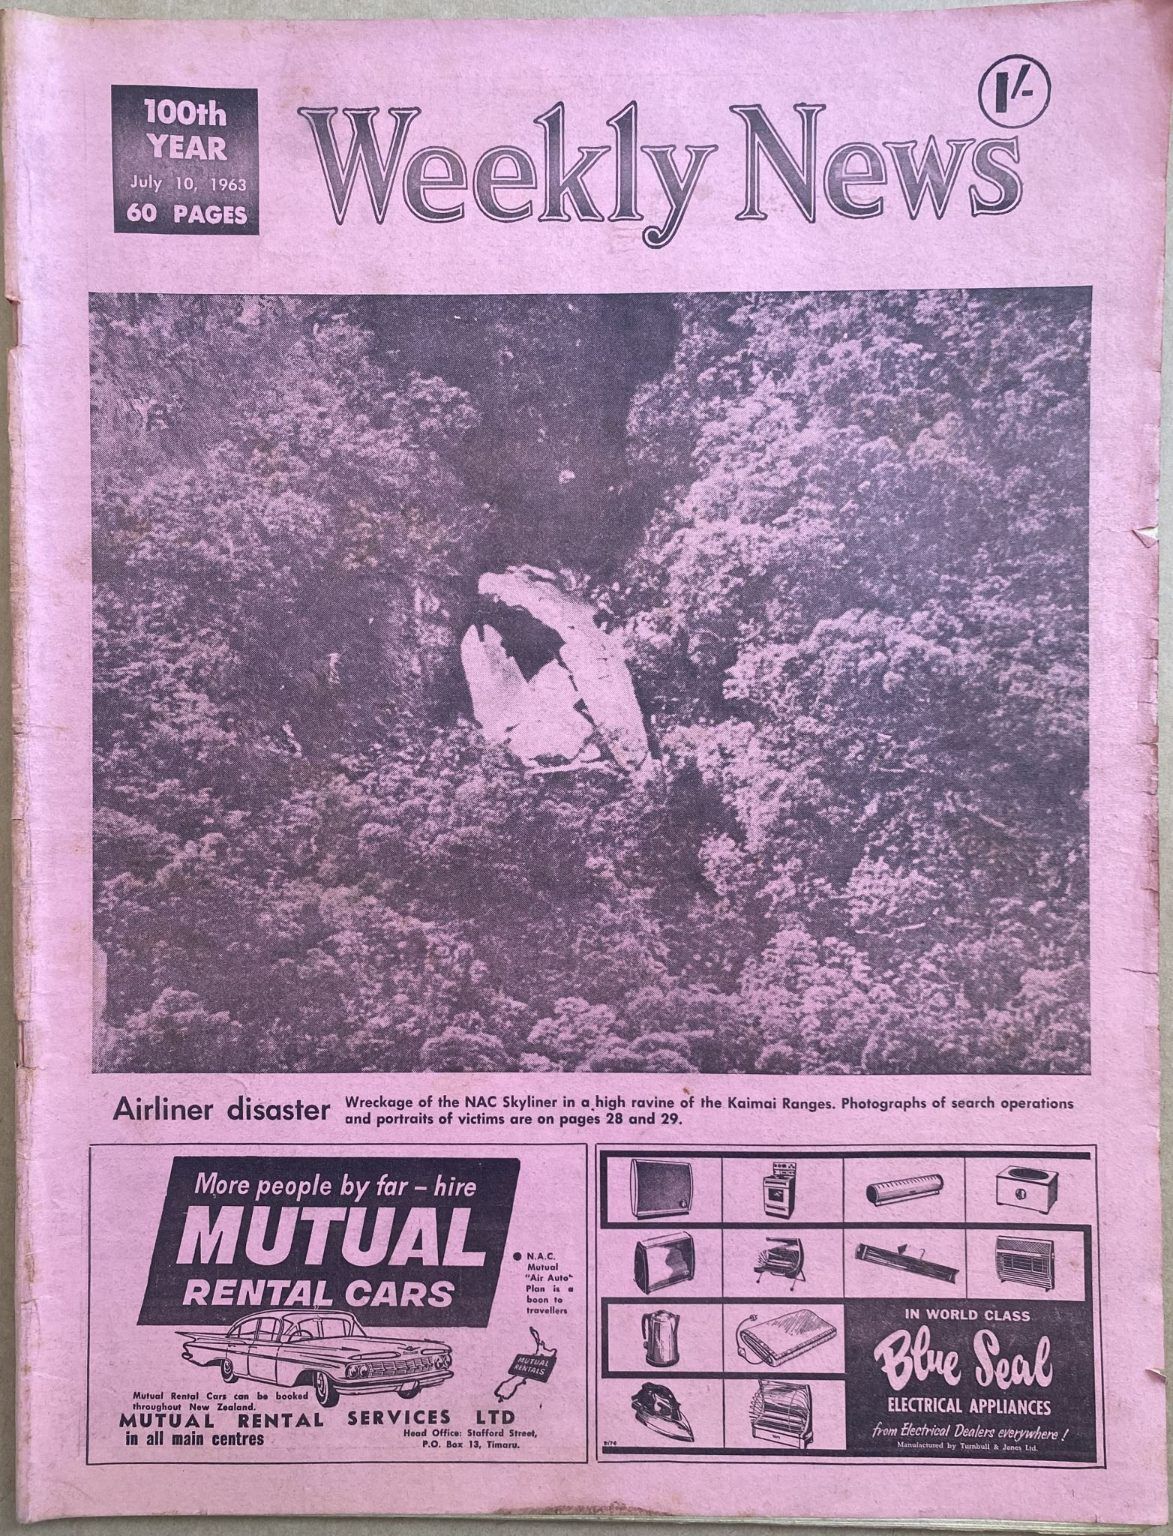 100th
YEAR
July 10, 1963
60 PAGES
Weekly News
1/-
Airliner disaster
Wreckage of the NAC Skyliner in a high ravine of the Kaimai Ranges. Photographs of search operations
and portraits of victims are on pages 28 and 29.
More people by far – hire
MUTUAL
RENTAL CARS
● N.A.C.
Mutual
"Air Auto"
Plan is a
boon to
travellers
MUTUAL
RENTALS
Mutual Rental Cars can be booked
throughout New Zealand.
MUTUAL RENTAL SERVICES LTD
in all main centres
Head Office: Stafford Street,
P.O. Box 13, Timaru.
IN WORLD CLASS
Blue Seal
ELECTRICAL APPLIANCES
from Electrical Dealers everywhere!
Manufactured by Turnbull & Jones Ltd.